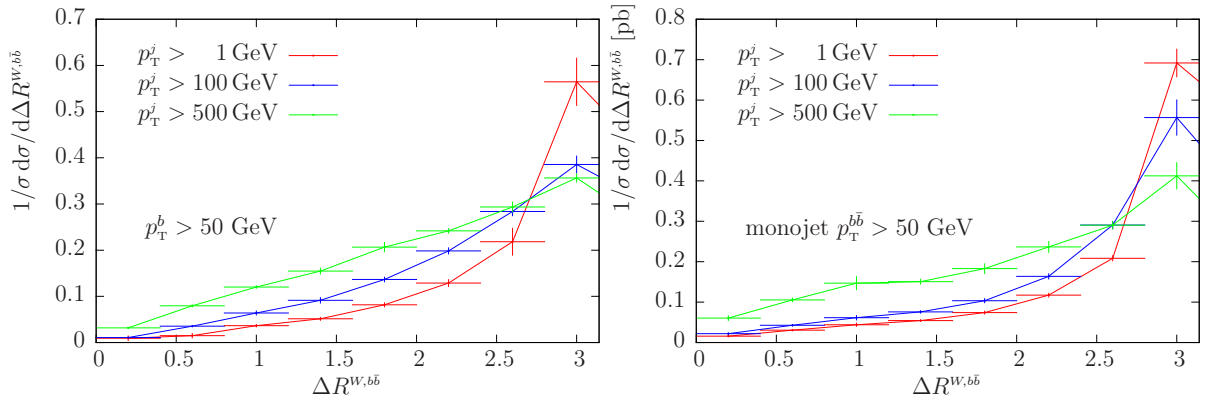 1/σ dσ/dΔR^{W,bb̄}
0.7
0.6
0.5
0.4
0.3
0.2
0.1
0
p_T^j > 1 GeV
p_T^j > 100 GeV
p_T^j > 500 GeV
p_T^b > 50 GeV
0 0.5 1 1.5 2 2.5 3
ΔR^{W,bb̄}
1/σ dσ/dΔR^{W,bb̄} [pb]
0.8
0.7
0.6
0.5
0.4
0.3
0.2
0.1
0
p_T^j > 1 GeV
p_T^j > 100 GeV
p_T^j > 500 GeV
monojet p_T^{bb̄} > 50 GeV
0 0.5 1 1.5 2 2.5 3
ΔR^{W,bb̄}